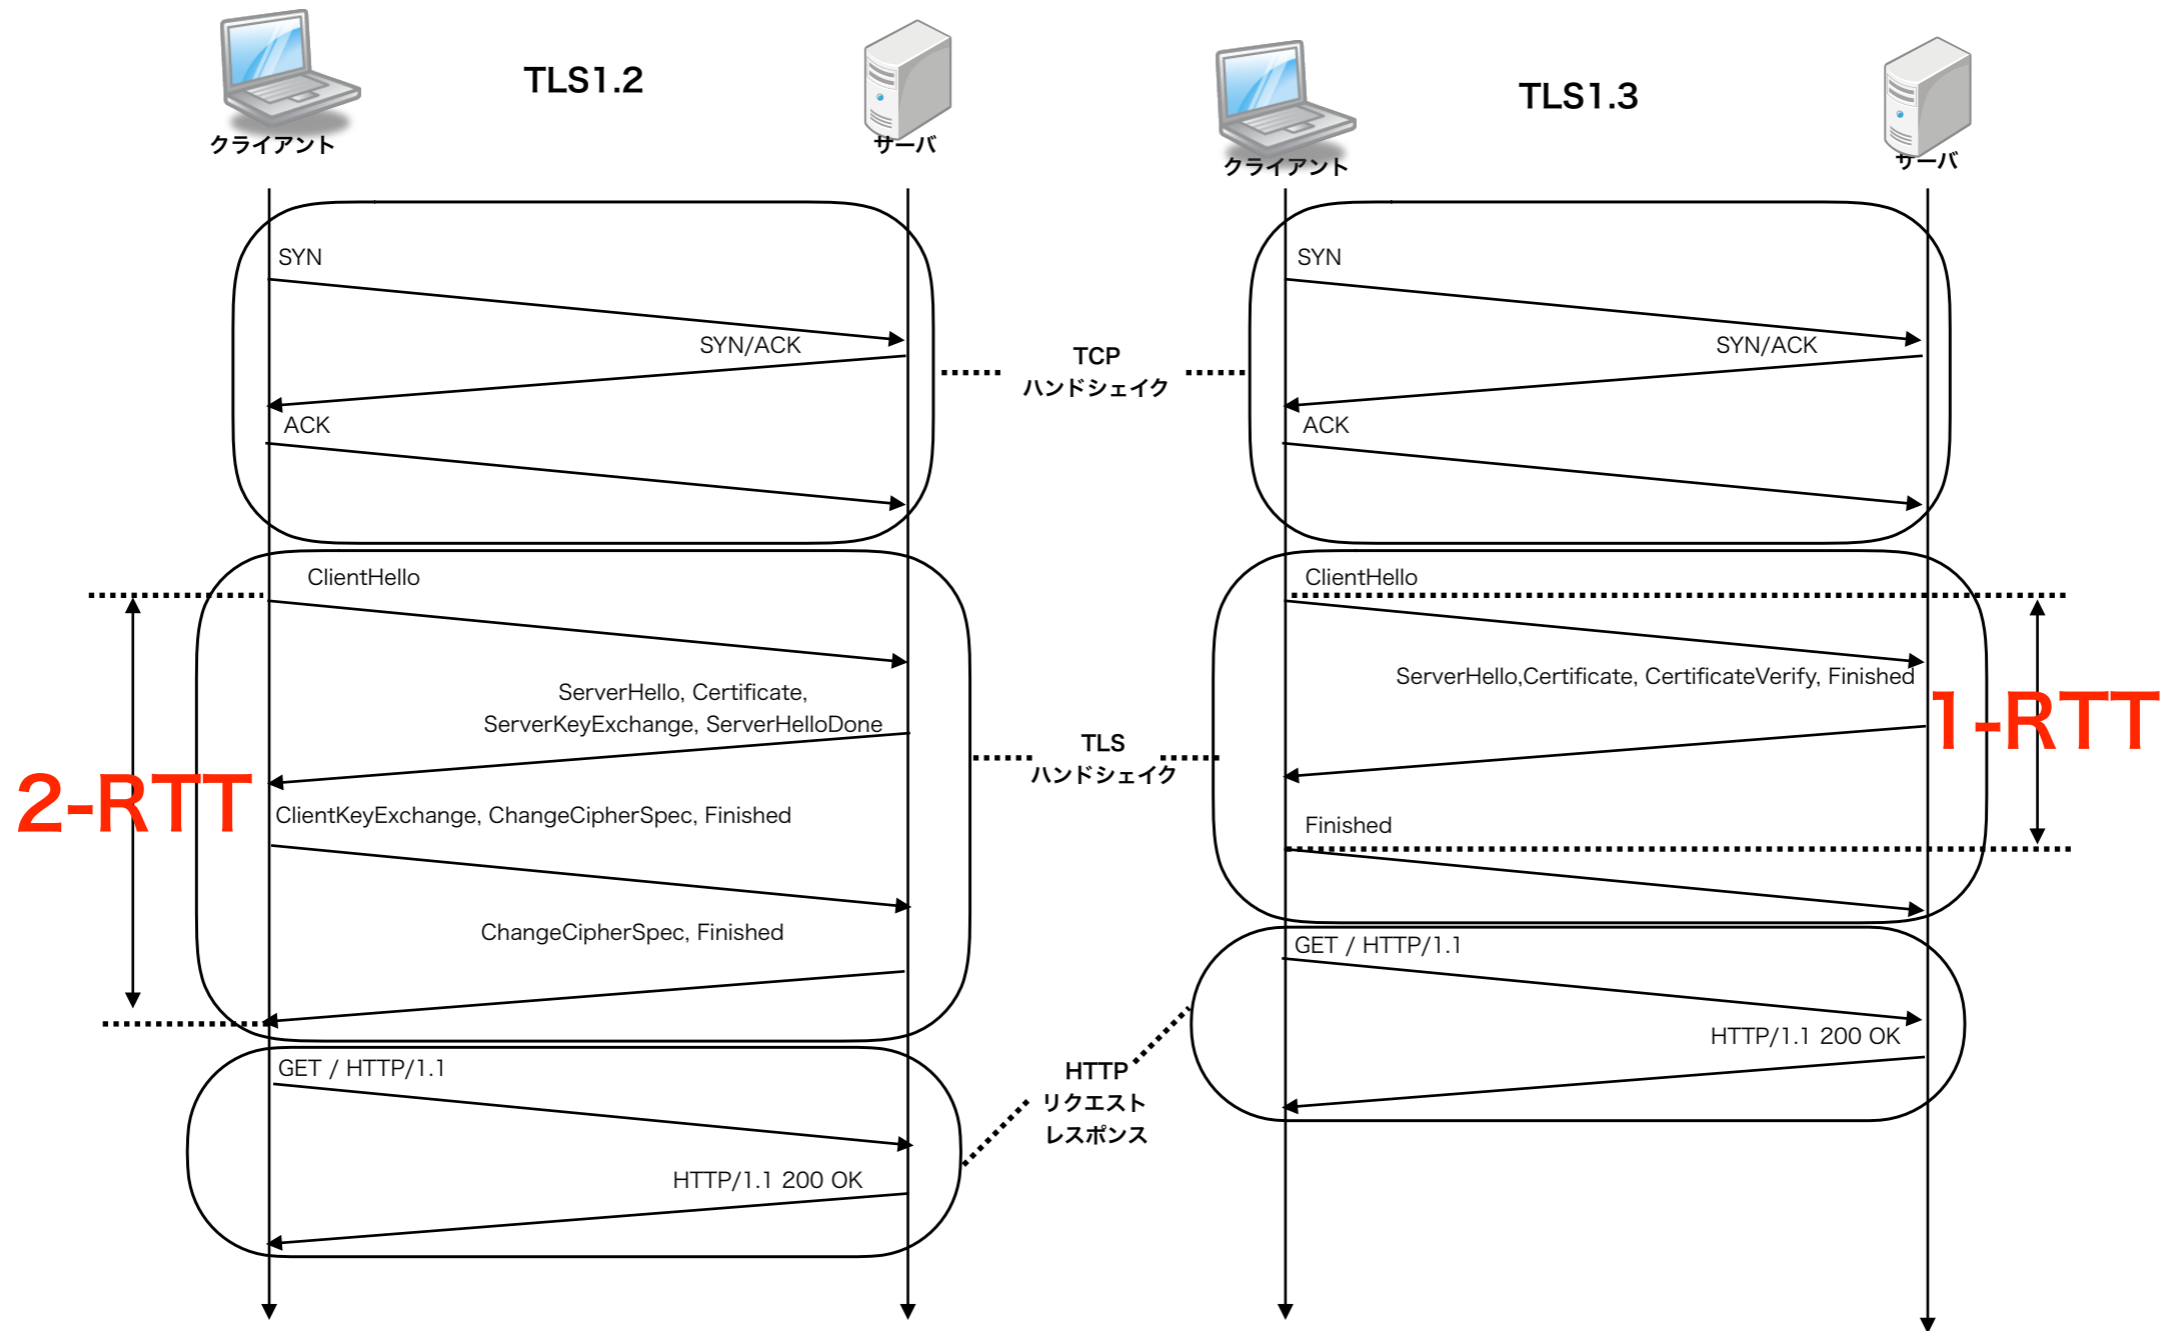 TLS1.2
クライアント
サーバ
SYN
SYN/ACK
ACK
ClientHello
ServerHello, Certificate,
ServerKeyExchange, ServerHelloDone
2-RTT
ClientKeyExchange, ChangeCipherSpec, Finished
ChangeCipherSpec, Finished
GET / HTTP/1.1
HTTP/1.1 200 OK
TCP
ハンドシェイク
TLS
ハンドシェイク
HTTP
リクエスト
レスポンス
TLS1.3
クライアント
サーバ
SYN
SYN/ACK
ACK
ClientHello
ServerHello,Certificate, CertificateVerify, Finished
1-RTT
Finished
GET / HTTP/1.1
HTTP/1.1 200 OK